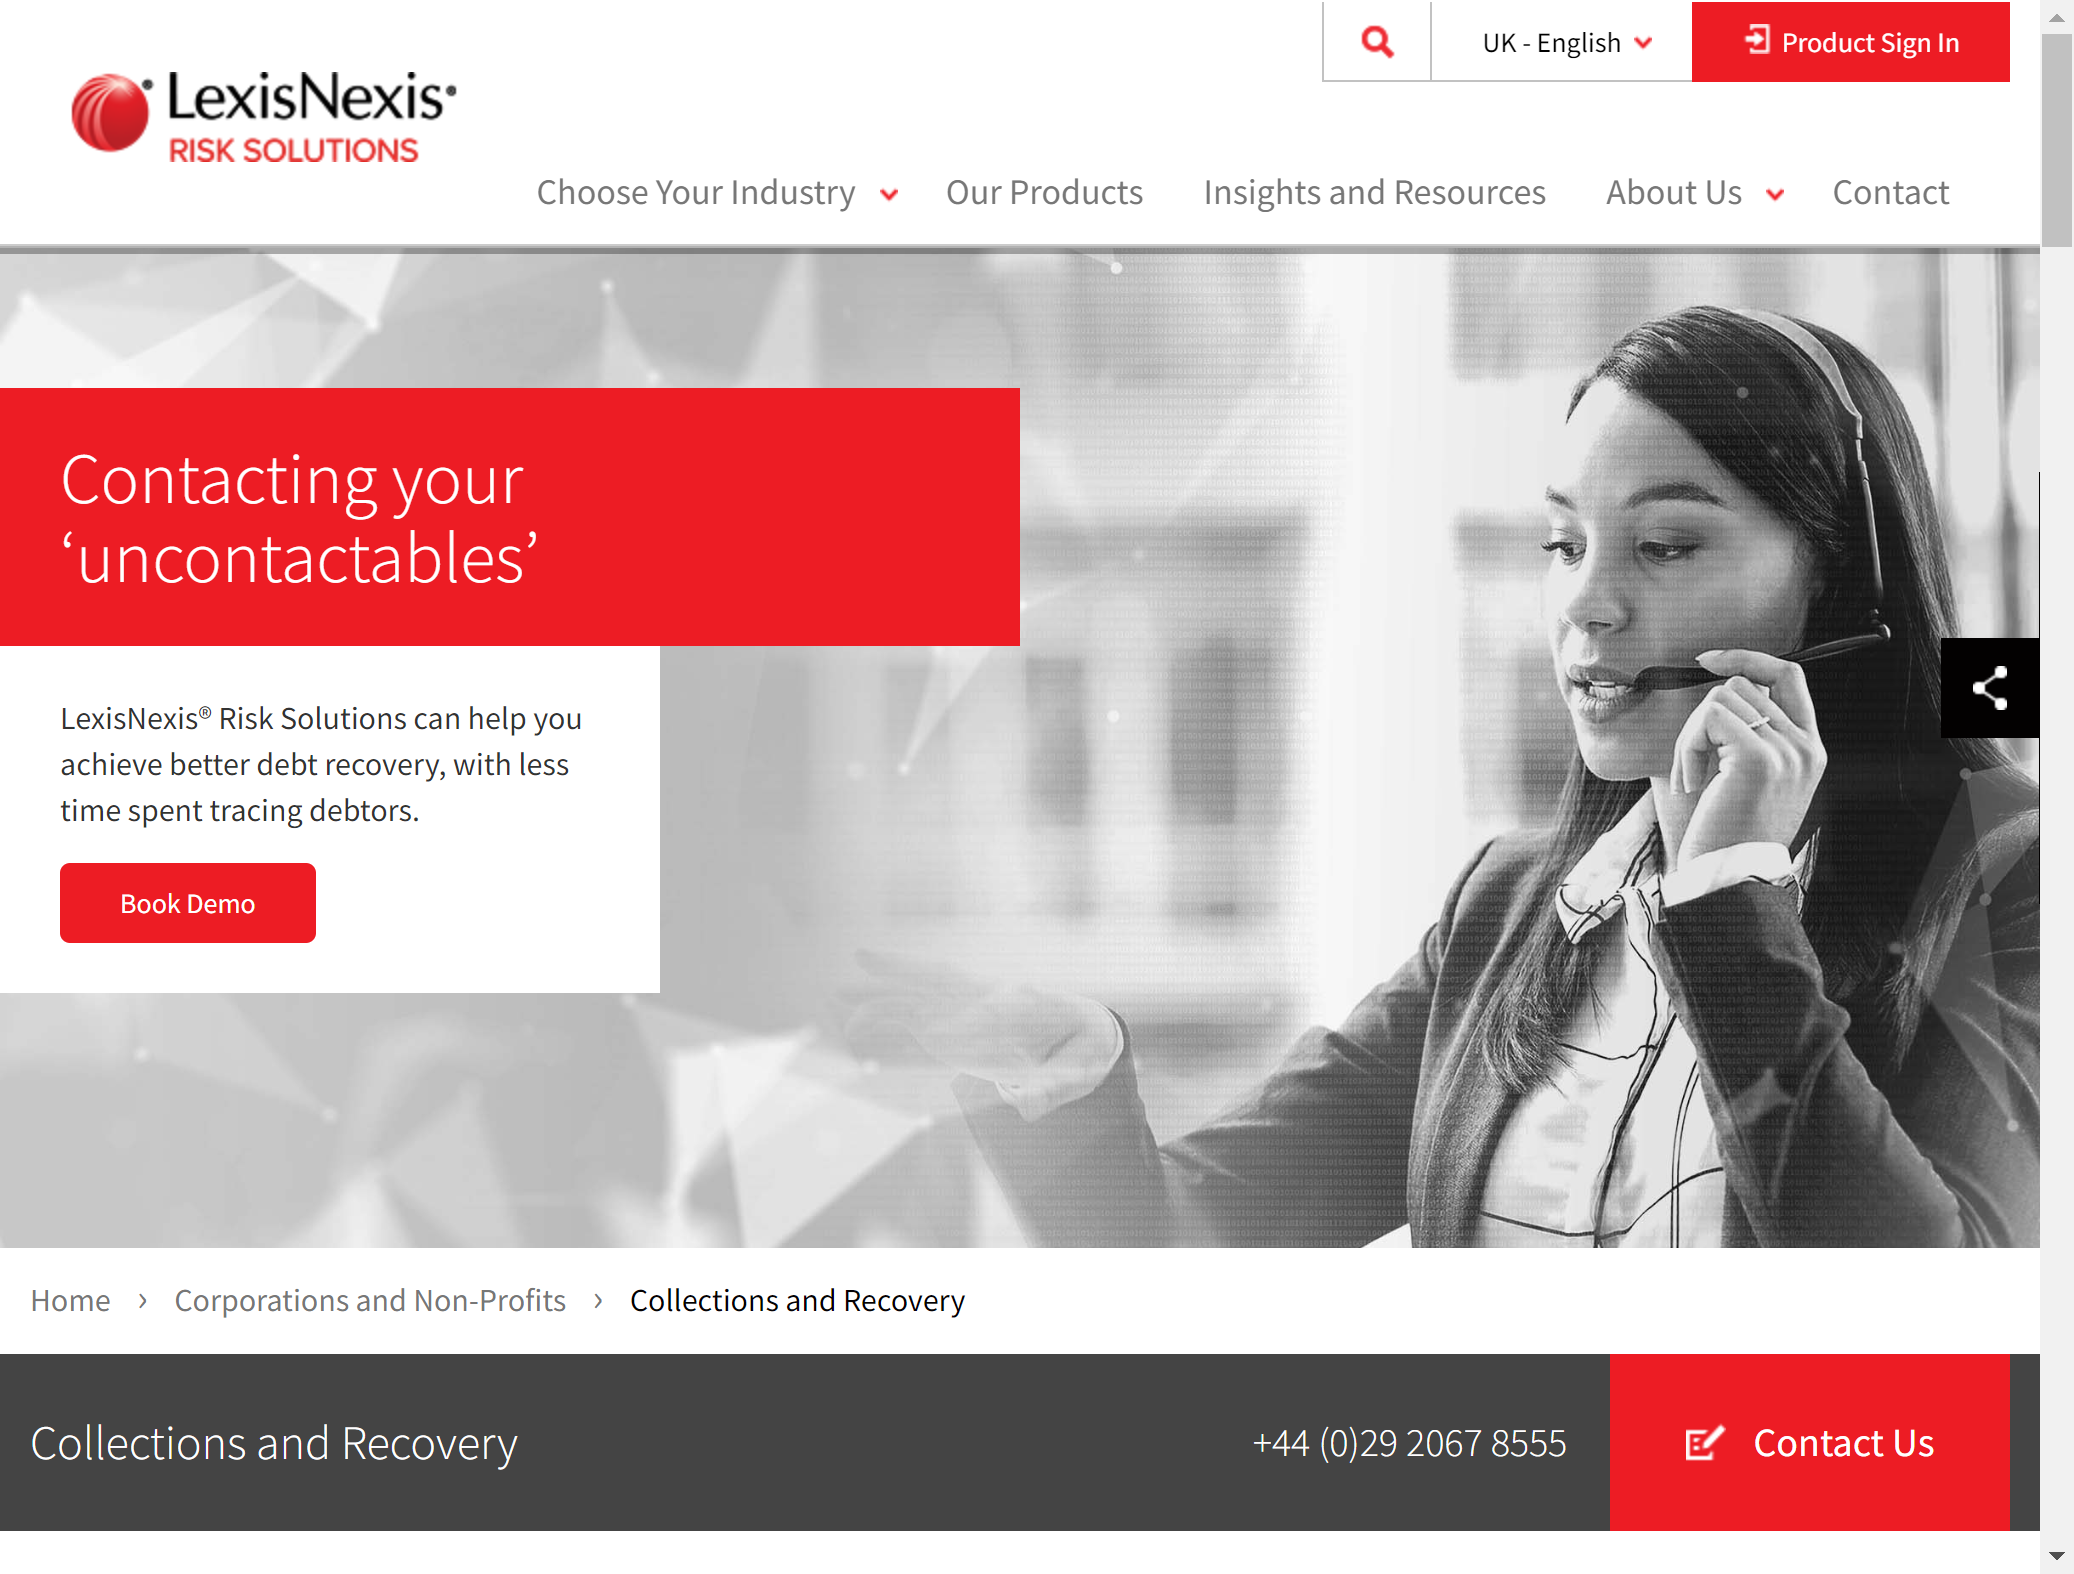 UK - English
Product Sign In
LexisNexis®
RISK SOLUTIONS
Choose Your Industry
Our Products
Insights and Resources
About Us
Contact
Contacting your
‘uncontactables’
LexisNexis® Risk Solutions can help you
achieve better debt recovery, with less
time spent tracing debtors.
Book Demo
Home › Corporations and Non-Profits › Collections and Recovery
Collections and Recovery
+44 (0)29 2067 8555
Contact Us